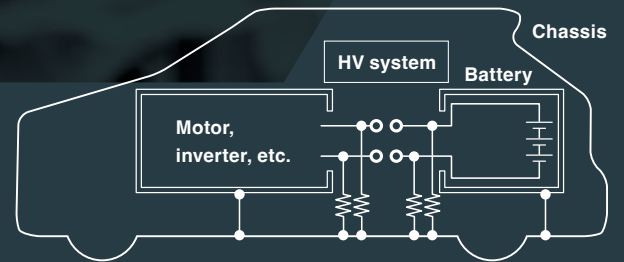 Chassis
HV system
Battery
Motor,
inverter, etc.